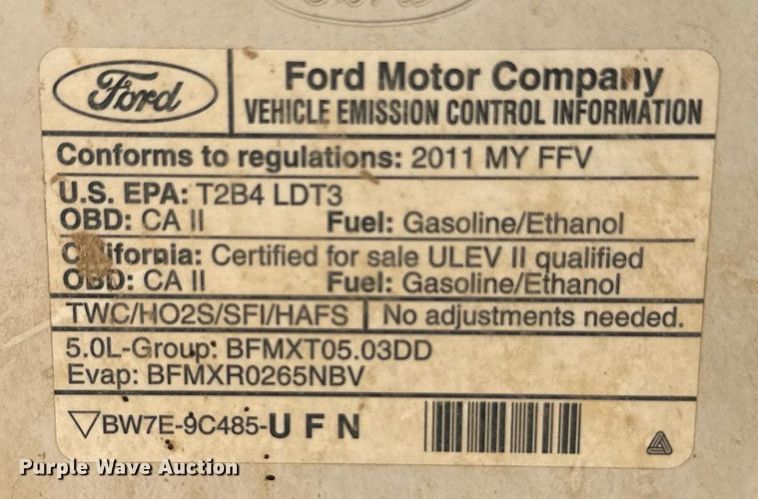 Ford
Ford Motor Company
VEHICLE EMISSION CONTROL INFORMATION
Conforms to regulations: 2011 MY FFV
U.S. EPA: T2B4 LDT3
OBD: CA II Fuel: Gasoline/Ethanol
California: Certified for sale ULEV II qualified
OBD: CA II Fuel: Gasoline/Ethanol
TWC/HO2S/SFI/HAFS No adjustments needed.
5.0L-Group: BFMXT05.03DD
Evap: BFMXR0265NBV
BW7E-9C485-U F N
Purple Wave Auction